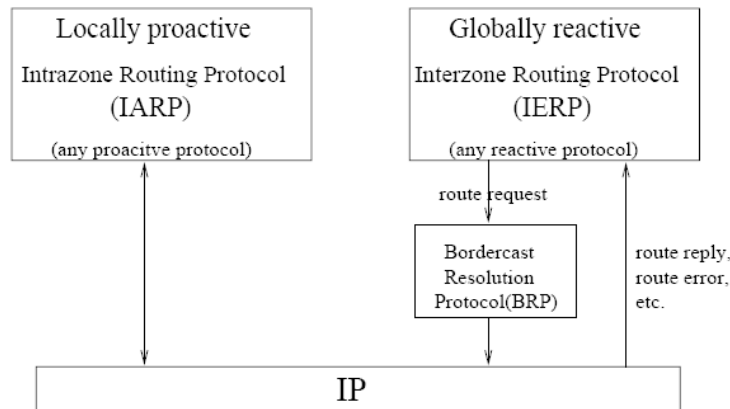 Locally proactive
Intrazone Routing Protocol
(IARP)
(any proacitve protocol)
Globally reactive
Interzone Routing Protocol
(IERP)
(any reactive protocol)
route request
Bordercast
Resolution
Protocol(BRP)
route reply,
route error,
etc.
IP